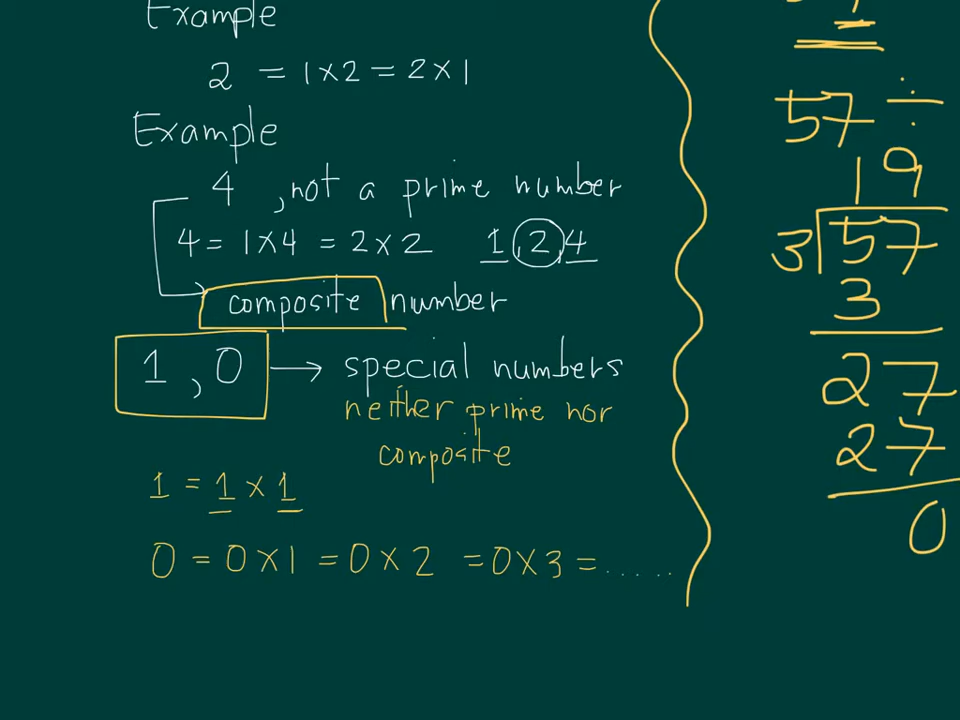 Example
2 = 1×2 = 2×1
Example
4 , not a prime number
4 = 1×4 = 2×2 1, 2, 4
composite number
1 , 0 → special numbers
neither prime nor
composite
1 = 1 × 1
0 = 0×1 = 0×2 = 0×3 = ......
57 ÷
19
3 57
3
27
27
0